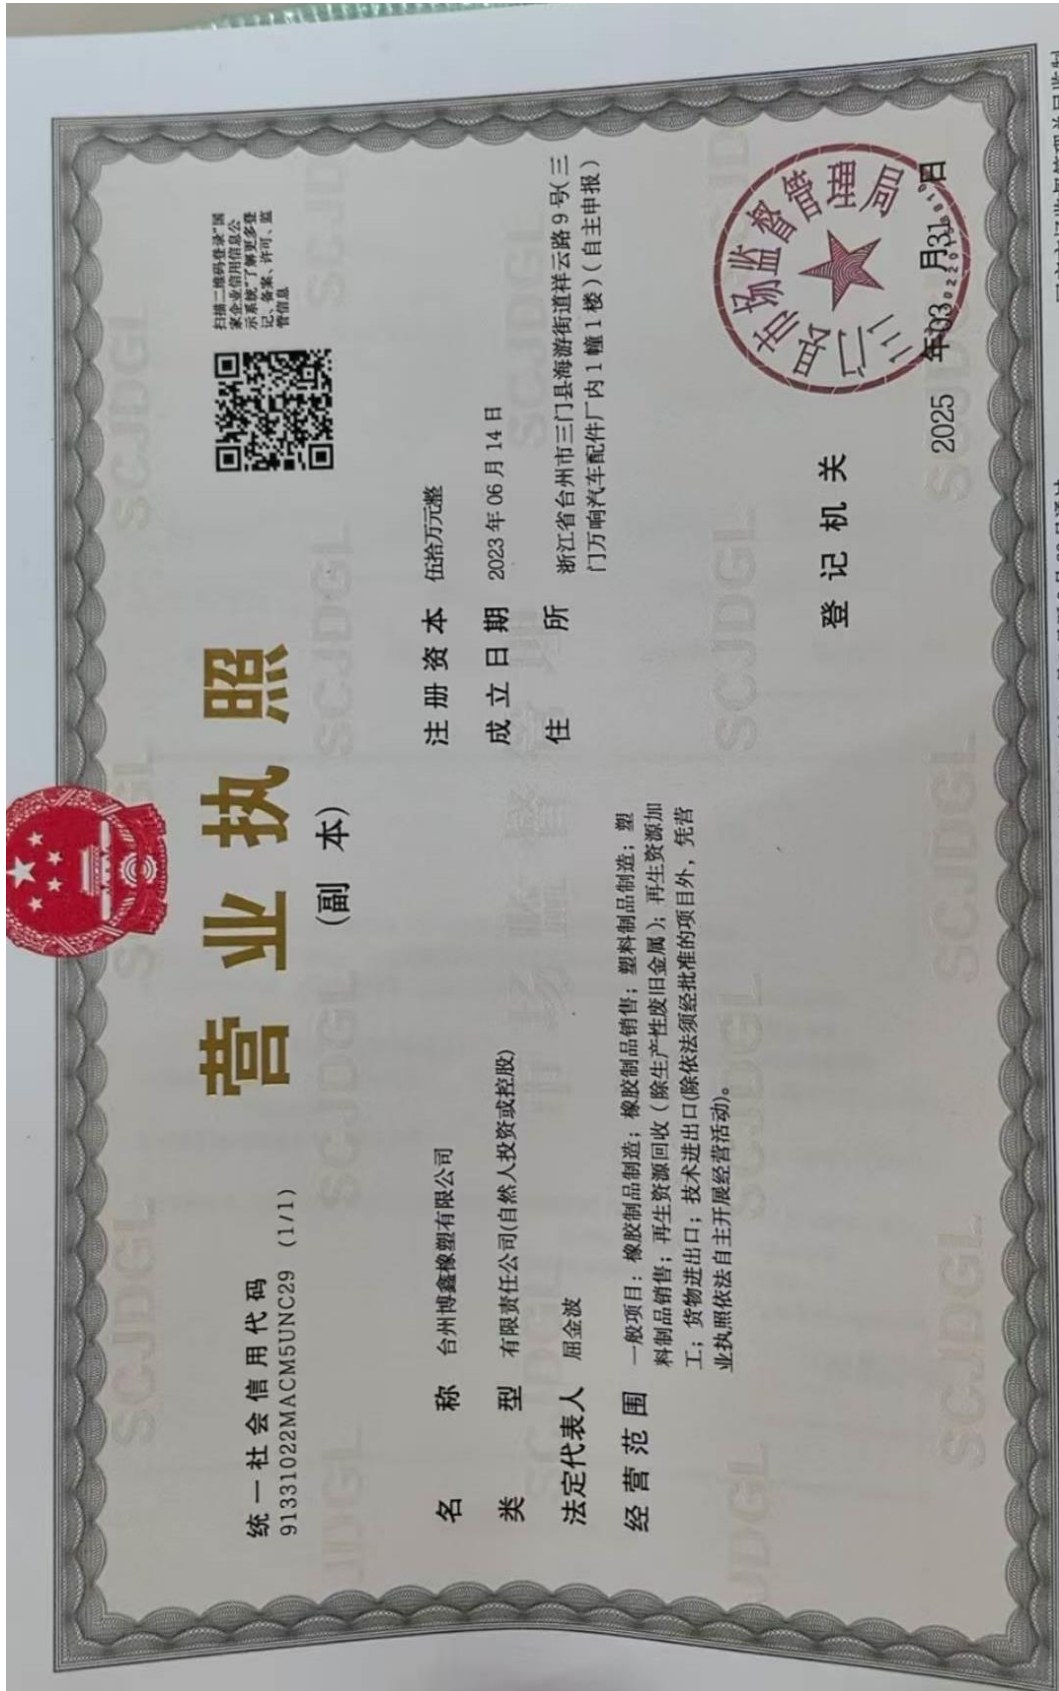 营业执照
(副 本)
统一社会信用代码
91331022MACM5UNC29 (1/1)
扫描二维码登录“国
家企业信用信息公
示系统”了解更多登
记、备案、许可、监
管信息
名 称 台州博鑫橡塑有限公司
类 型 有限责任公司(自然人投资或控股)
法定代表人 屈金波
经营范围 一般项目：橡胶制品制造；橡胶制品销售；塑料制品制造；塑
料制品销售；再生资源回收（除生产性废旧金属）；再生资源加
工；货物进出口；技术进出口(除依法须经批准的项目外，凭营
业执照依法自主开展经营活动)。
注册资本 伍拾万元整
成立日期 2023年06月14日
住 所 浙江省台州市三门县海游街道祥云路9号(三
门万响汽车配件厂内1幢1楼)(自主申报)
登记机关
三门县市场监督管理局
2025 年03月31日
SCJDGL
市场监督管理